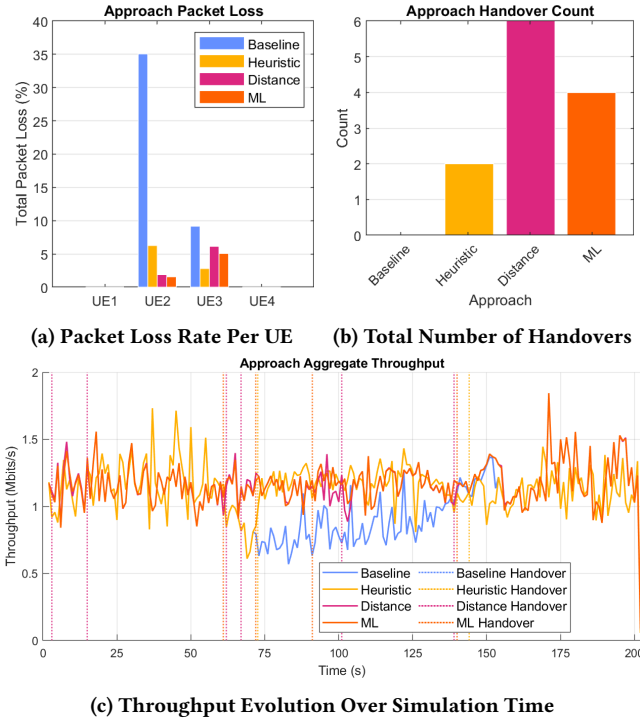 Approach Packet Loss
Total Packet Loss (%)
40
35
30
25
20
15
10
5
0
UE1 UE2 UE3 UE4
Baseline
Heuristic
Distance
ML
(a) Packet Loss Rate Per UE
Approach Handover Count
Count
6
5
4
3
2
1
0
Baseline Heuristic Distance ML
Approach
(b) Total Number of Handovers
Approach Aggregate Throughput
Throughput (Mbits/s)
2
1.5
1
0.5
0
0 25 50 75 100 125 150 175 200
Time (s)
Baseline Baseline Handover
Heuristic Heuristic Handover
Distance Distance Handover
ML ML Handover
(c) Throughput Evolution Over Simulation Time